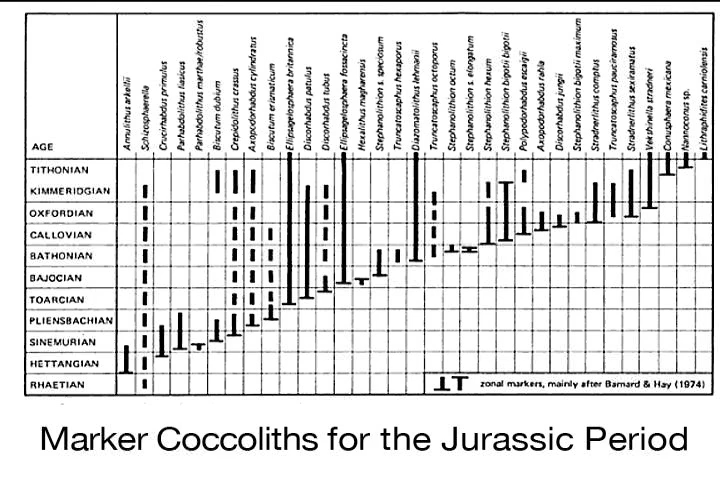 Annulithus arkellii
Schizosphaerella
Crucirhabdus primulus
Parhabdolithus liasicus
Parhabdolithus marthae/robustus
Biscutum dubium
Crepidolithus crassus
Axopodorhabdus cylindratus
Biscutum erismaticum
Ellipsagelosphaera britannica
Discorhabdus patulus
Discorhabdus tubus
Ellipsagelosphaera fossacincta
Hexalithus magharensis
Stephanolithion s. speciosum
Truncatoscaphus hexaporus
Diazomatolithus lehmanii
Truncatoscaphus octoporus
Stephanolithion octum
Stephanolithion s. elongatum
Stephanolithion hexum
Stephanolithion bigotii bigotii
Polypodorhabdus escaigii
Axopodorhabdus rahla
Discorhabdus jungii
Stephanolithion bigotii maximum
Stradnerlithus comptus
Truncatoscaphus pauciramosus
Stradnerlithus sexiramatus
Vekshinella stradneri
Conusphaera mexicana
Nannoconus sp.
Lithraphidites carniolensis
AGE
TITHONIAN
KIMMERIDGIAN
OXFORDIAN
CALLOVIAN
BATHONIAN
BAJOCIAN
TOARCIAN
PLIENSBACHIAN
SINEMURIAN
HETTANGIAN
RHAETIAN
zonal markers, mainly after Barnard & Hay (1974)
Marker Coccoliths for the Jurassic Period